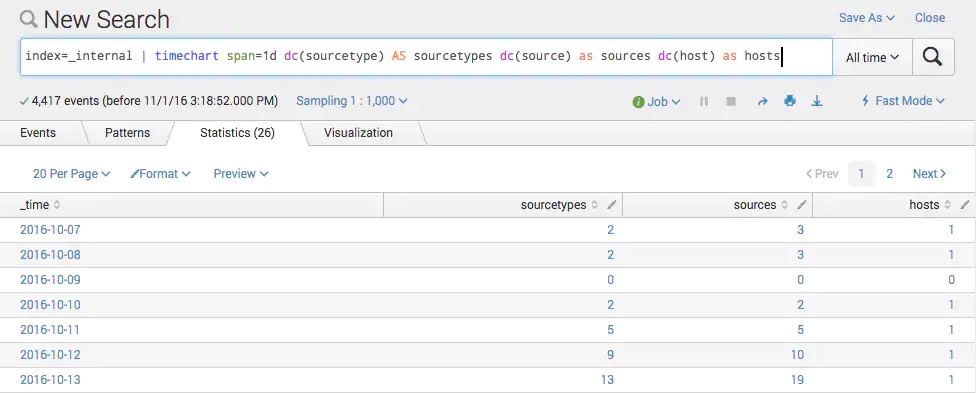 New Search
Save As
Close
index=_internal | timechart span=1d dc(sourcetype) AS sourcetypes dc(source) as sources dc(host) as hosts
All time
4,417 events (before 11/1/16 3:18:52.000 PM)
Sampling 1 : 1,000
Job
Fast Mode
Events
Patterns
Statistics (26)
Visualization
20 Per Page
Format
Preview
Prev
1
2
Next
_time sourcetypes sources hosts
2016-10-07 2 3 1
2016-10-08 2 3 1
2016-10-09 0 0 0
2016-10-10 2 2 1
2016-10-11 5 5 1
2016-10-12 9 10 1
2016-10-13 13 19 1